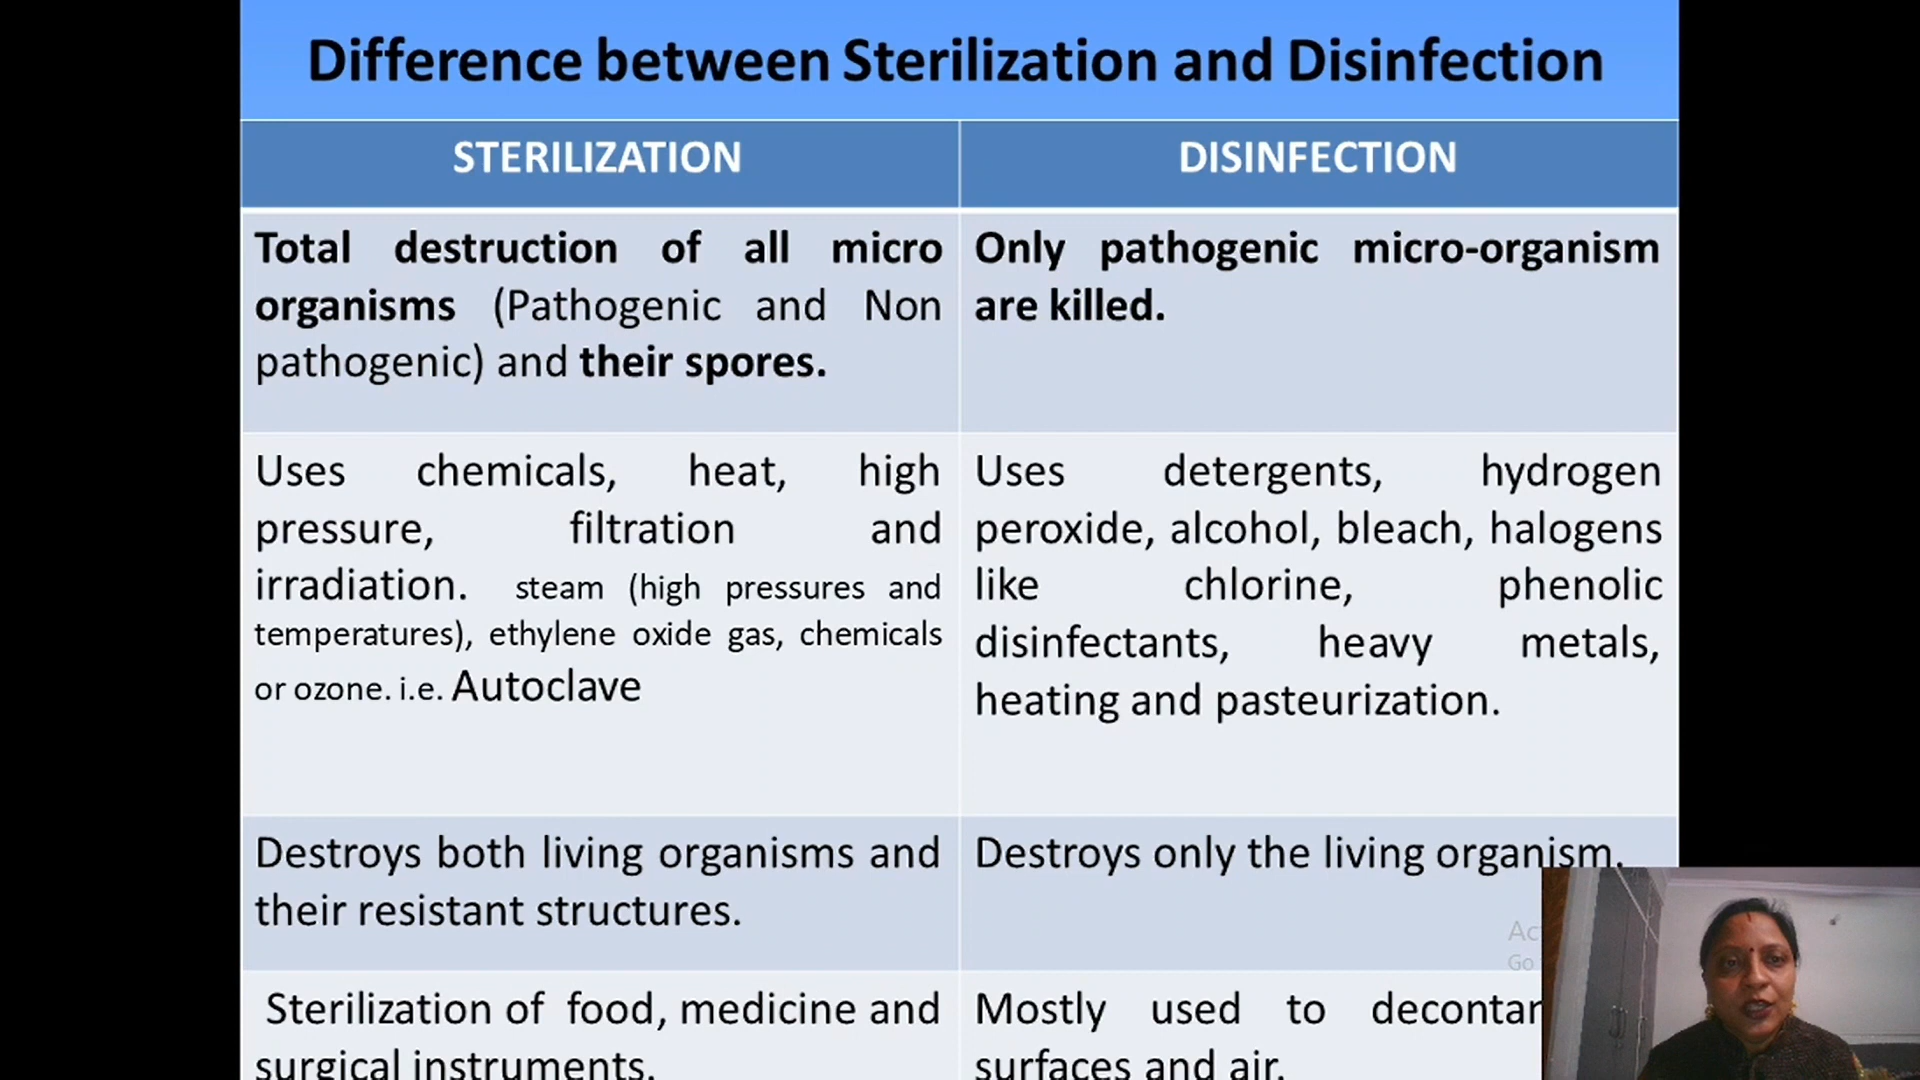 Difference between Sterilization and Disinfection
STERILIZATION
DISINFECTION
Total destruction of all micro
organisms (Pathogenic and Non
pathogenic) and their spores.
Only pathogenic micro-organism
are killed.
Uses chemicals, heat, high
pressure, filtration and
irradiation. steam (high pressures and
temperatures), ethylene oxide gas, chemicals
or ozone. i.e. Autoclave
Uses detergents, hydrogen
peroxide, alcohol, bleach, halogens
like chlorine, phenolic
disinfectants, heavy metals,
heating and pasteurization.
Destroys both living organisms and
their resistant structures.
Destroys only the living organism.
Sterilization of food, medicine and
surgical instruments.
Mostly used to
surfaces and air.
Go